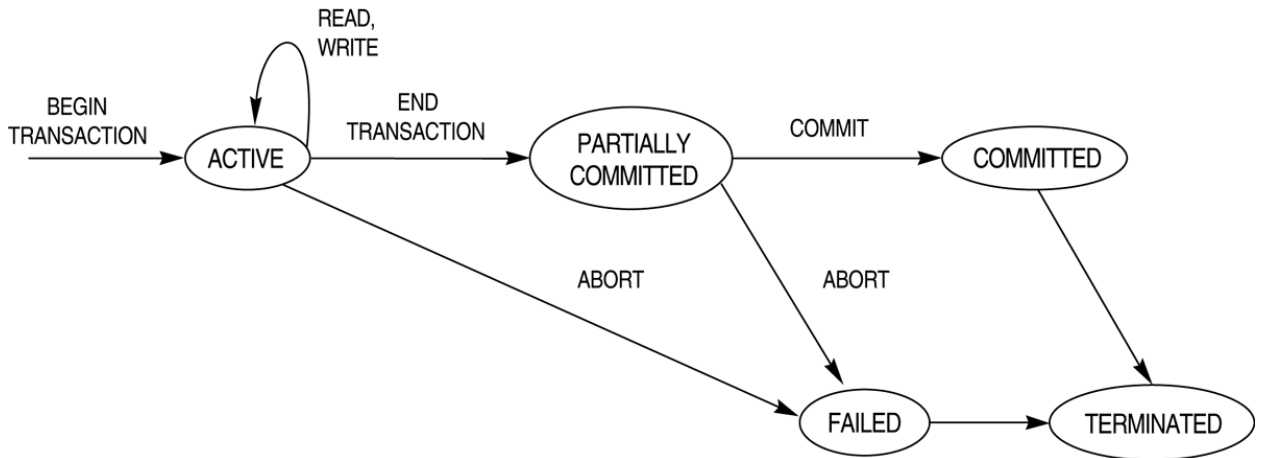 READ,
WRITE
BEGIN
TRANSACTION
END
TRANSACTION
ACTIVE
PARTIALLY
COMMITTED
COMMIT
COMMITTED
ABORT
ABORT
FAILED
TERMINATED